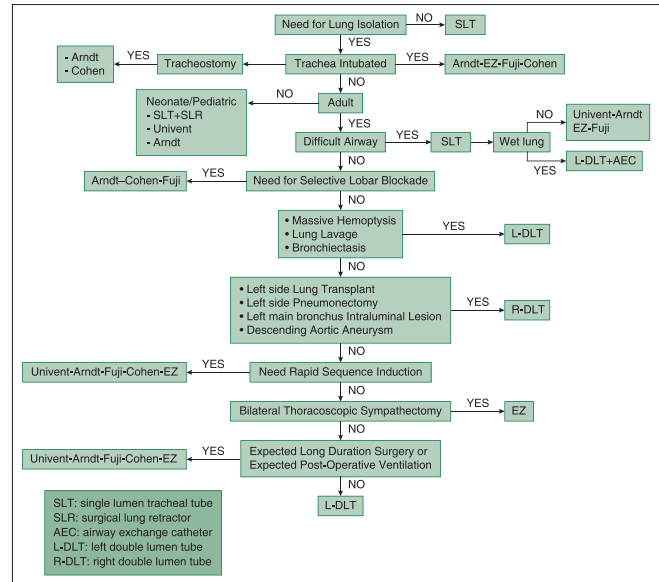 Need for Lung Isolation
NO
SLT
YES
- Arndt
- Cohen
YES
Tracheostomy
Trachea Intubated
YES
Arndt-EZ-Fuji-Cohen
NO
Neonate/Pediatric
- SLT+SLR
- Univent
- Arndt
NO
Adult
YES
Difficult Airway
YES
SLT
Wet lung
NO
Univent-Arndt
EZ-Fuji
YES
L-DLT+AEC
NO
Arndt–Cohen-Fuji
YES
Need for Selective Lobar Blockade
NO
• Massive Hemoptysis
• Lung Lavage
• Bronchiectasis
YES
L-DLT
NO
• Left side Lung Transplant
• Left side Pneumonectomy
• Left main bronchus Intraluminal Lesion
• Descending Aortic Aneurysm
YES
R-DLT
NO
Univent-Arndt-Fuji-Cohen-EZ
YES
Need Rapid Sequence Induction
NO
Bilateral Thoracoscopic Sympathectomy
YES
EZ
NO
Univent-Arndt-Fuji-Cohen-EZ
YES
Expected Long Duration Surgery or
Expected Post-Operative Ventilation
NO
L-DLT
SLT: single lumen tracheal tube
SLR: surgical lung retractor
AEC: airway exchange catheter
L-DLT: left double lumen tube
R-DLT: right double lumen tube